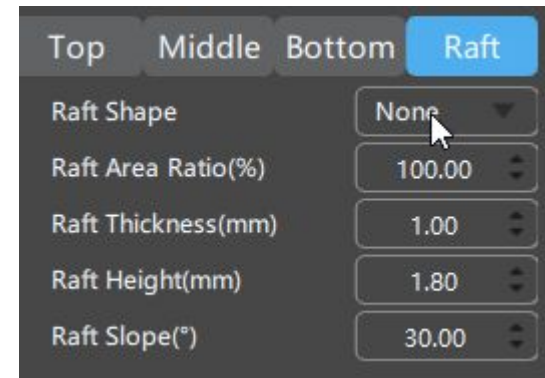 Top Middle Bottom Raft
Raft Shape None
Raft Area Ratio(%) 100.00
Raft Thickness(mm) 1.00
Raft Height(mm) 1.80
Raft Slope(°) 30.00